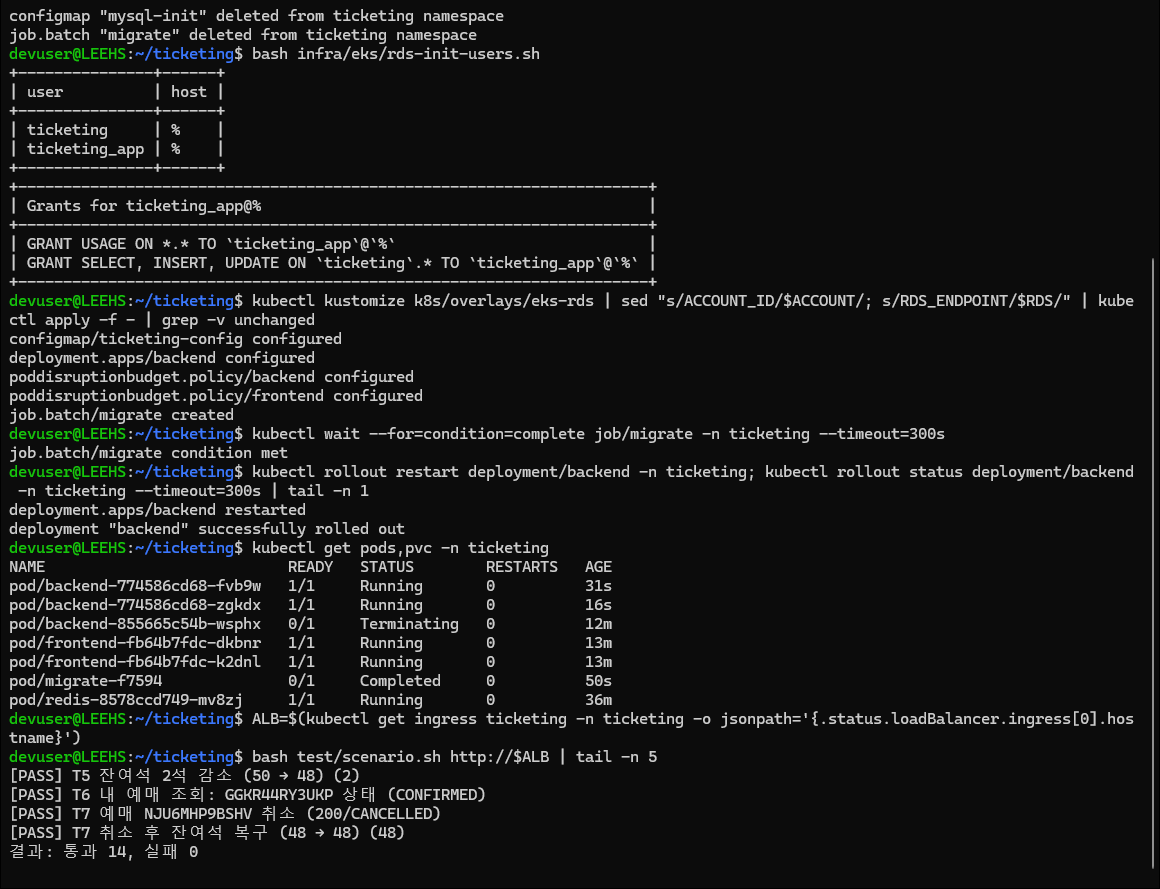 configmap "mysql-init" deleted from ticketing namespace
job.batch "migrate" deleted from ticketing namespace
devuser@LEEHS:~/ticketing$ bash infra/eks/rds-init-users.sh
+---------------+------+
| user          | host |
+---------------+------+
| ticketing     | %    |
| ticketing_app | %    |
+---------------+------+
+----------------------------------------------------------------------+
| Grants for ticketing_app@%                                           |
+----------------------------------------------------------------------+
| GRANT USAGE ON *.* TO `ticketing_app`@`%`                            |
| GRANT SELECT, INSERT, UPDATE ON `ticketing`.* TO `ticketing_app`@`%` |
+----------------------------------------------------------------------+
devuser@LEEHS:~/ticketing$ kubectl kustomize k8s/overlays/eks-rds | sed "s/ACCOUNT_ID/$ACCOUNT/; s/RDS_ENDPOINT/$RDS/" | kube
ctl apply -f - | grep -v unchanged
configmap/ticketing-config configured
deployment.apps/backend configured
poddisruptionbudget.policy/backend configured
poddisruptionbudget.policy/frontend configured
job.batch/migrate created
devuser@LEEHS:~/ticketing$ kubectl wait --for=condition=complete job/migrate -n ticketing --timeout=300s
job.batch/migrate condition met
devuser@LEEHS:~/ticketing$ kubectl rollout restart deployment/backend -n ticketing; kubectl rollout status deployment/backend
 -n ticketing --timeout=300s | tail -n 1
deployment.apps/backend restarted
deployment "backend" successfully rolled out
devuser@LEEHS:~/ticketing$ kubectl get pods,pvc -n ticketing
NAME                           READY   STATUS        RESTARTS   AGE
pod/backend-774586cd68-fvb9w   1/1     Running       0          31s
pod/backend-774586cd68-zgkdx   1/1     Running       0          16s
pod/backend-855665c54b-wsphx   0/1     Terminating   0          12m
pod/frontend-fb64b7fdc-dkbnr   1/1     Running       0          13m
pod/frontend-fb64b7fdc-k2dnl   1/1     Running       0          13m
pod/migrate-f7594              0/1     Completed     0          50s
pod/redis-8578ccd749-mv8zj     1/1     Running       0          36m
devuser@LEEHS:~/ticketing$ ALB=$(kubectl get ingress ticketing -n ticketing -o jsonpath='{.status.loadBalancer.ingress[0].hos
tname}')
devuser@LEEHS:~/ticketing$ bash test/scenario.sh http://$ALB | tail -n 5
[PASS] T5 잔여석 2석 감소 (50 → 48) (2)
[PASS] T6 내 예매 조회: GGKR44RY3UKP 상태 (CONFIRMED)
[PASS] T7 예매 NJU6MHP9BSHV 취소 (200/CANCELLED)
[PASS] T7 취소 후 잔여석 복구 (48 → 48) (48)
결과: 통과 14, 실패 0